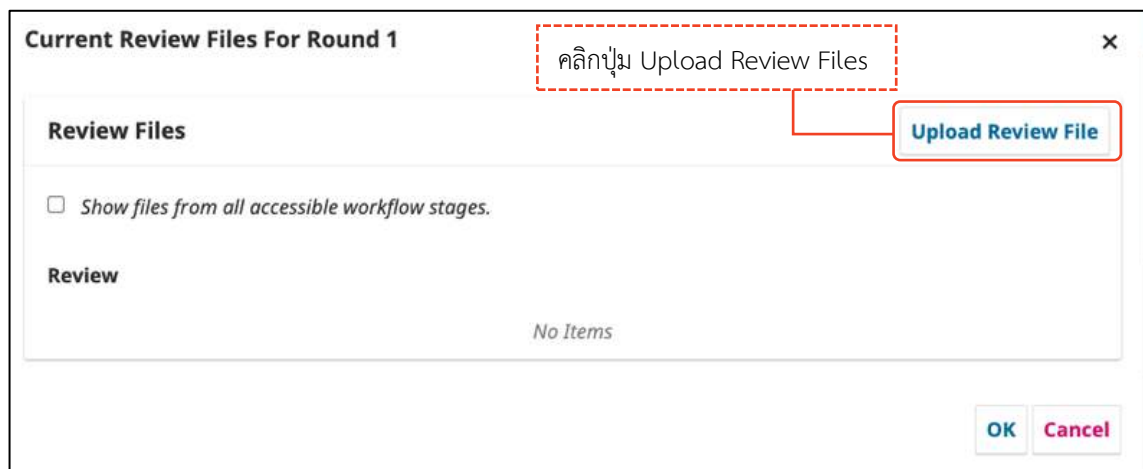 Current Review Files For Round 1
×
คลิกปุ่ม Upload Review Files
Review Files
Upload Review File
Show files from all accessible workflow stages.
Review
No Items
OK
Cancel